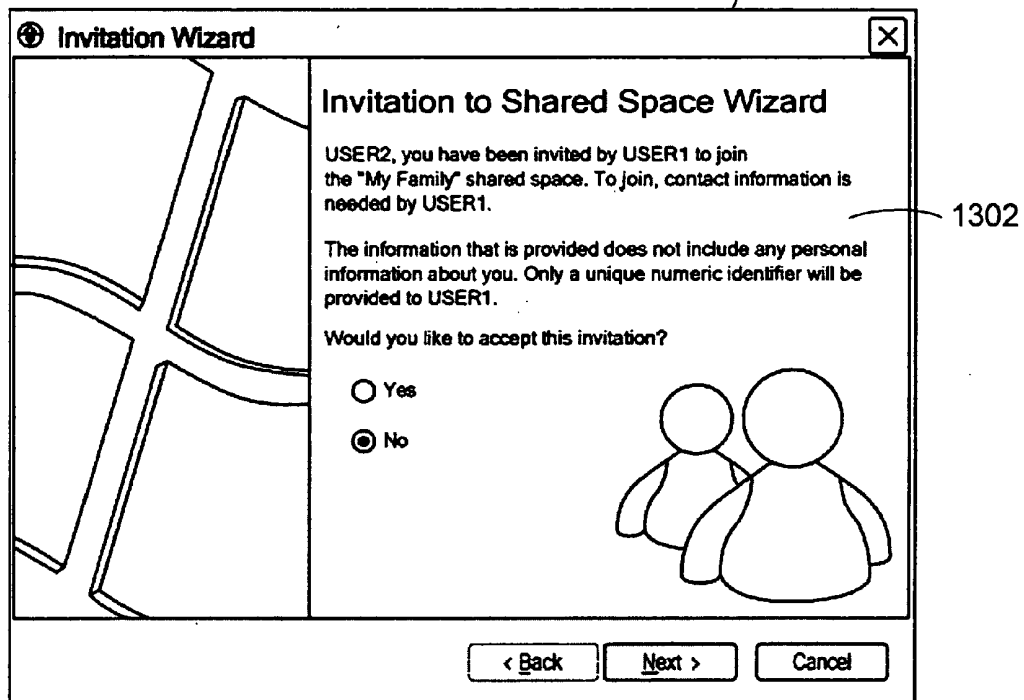 Invitation Wizard
Invitation to Shared Space Wizard
USER2, you have been invited by USER1 to join
the "My Family" shared space. To join, contact information is
needed by USER1.
1302
The information that is provided does not include any personal
information about you. Only a unique numeric identifier will be
provided to USER1.
Would you like to accept this invitation?
Yes
No
< Back
Next >
Cancel